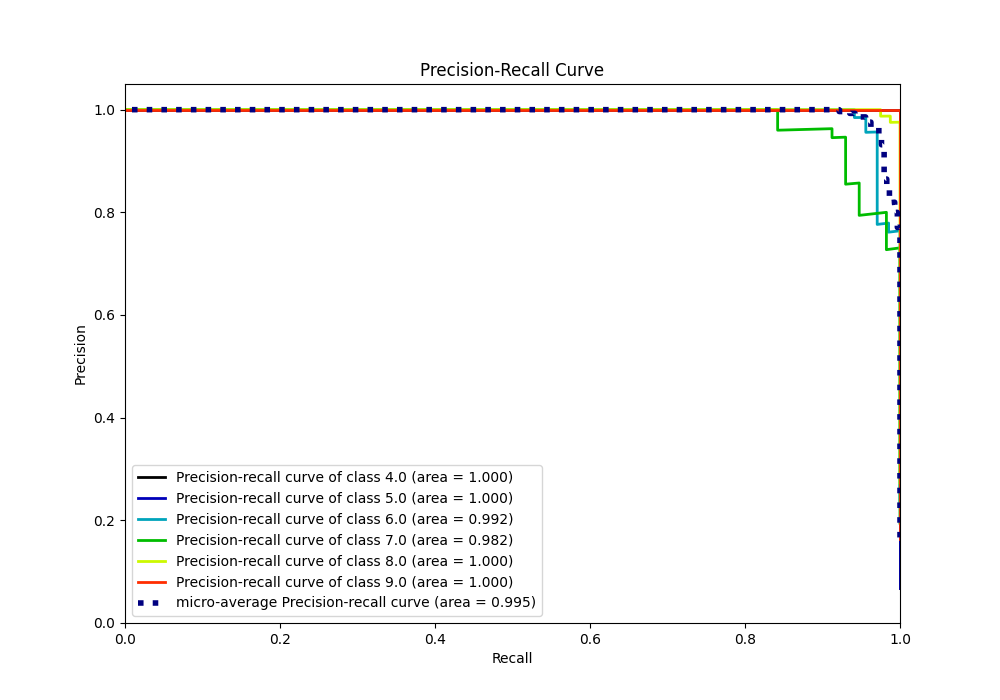 Precision-Recall Curve
1.0
0.8
0.6
0.4
0.2
0.0
Precision
Precision-recall curve of class 4.0 (area = 1.000)
Precision-recall curve of class 5.0 (area = 1.000)
Precision-recall curve of class 6.0 (area = 0.992)
Precision-recall curve of class 7.0 (area = 0.982)
Precision-recall curve of class 8.0 (area = 1.000)
Precision-recall curve of class 9.0 (area = 1.000)
micro-average Precision-recall curve (area = 0.995)
0.0 0.2 0.4 0.6 0.8 1.0
Recall